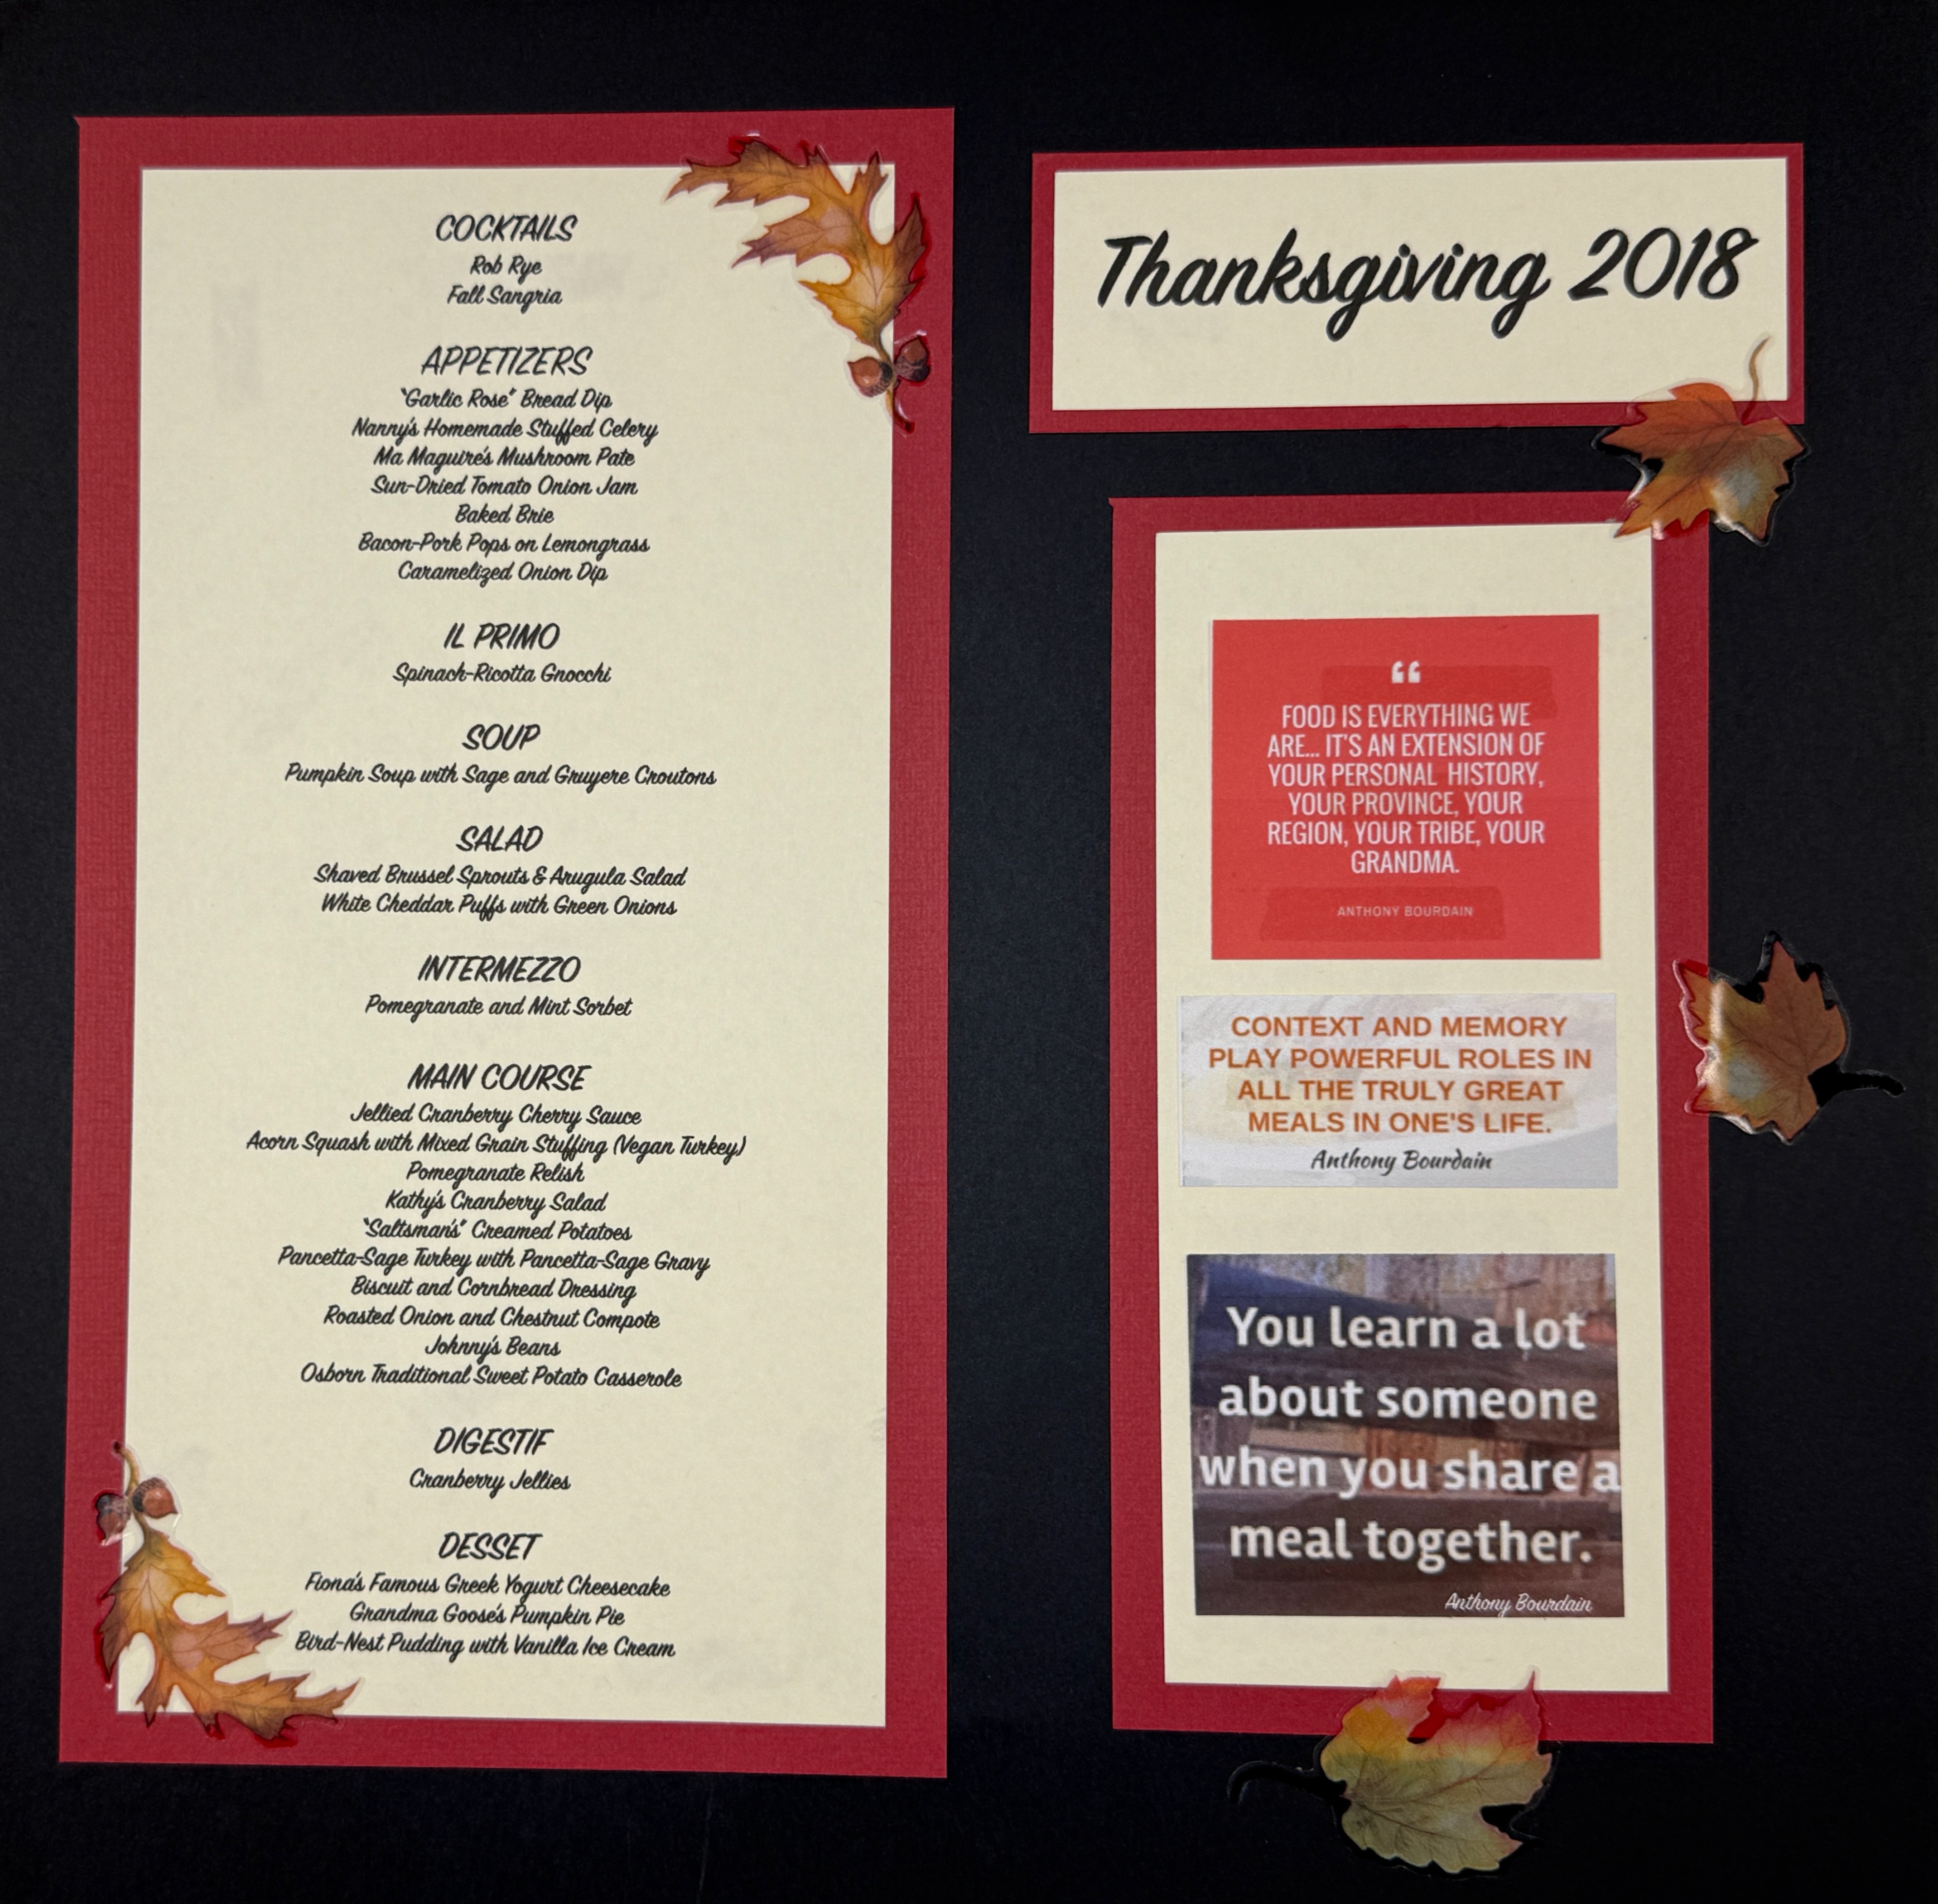 COCKTAILS
Rob Rye
Fall Sangria
APPETIZERS
"Garlic Rose" Bread Dip
Nanny's Homemade Stuffed Celery
Ma Maguire's Mushroom Pate
Sun-Dried Tomato Onion Jam
Baked Brie
Bacon-Pork Pops on Lemongrass
Caramelized Onion Dip
IL PRIMO
Spinach-Ricotta Gnocchi
SOUP
Pumpkin Soup with Sage and Gruyere Croutons
SALAD
Shaved Brussel Sprouts & Arugula Salad
White Cheddar Puffs with Green Onions
INTERMEZZO
Pomegranate and Mint Sorbet
MAIN COURSE
Jellied Cranberry Cherry Sauce
Acorn Squash with Mixed Grain Stuffing (Vegan Turkey)
Pomegranate Relish
Kathy's Cranberry Salad
"Saltsman's" Creamed Potatoes
Pancetta-Sage Turkey with Pancetta-Sage Gravy
Biscuit and Cornbread Dressing
Roasted Onion and Chestnut Compote
Johnny's Beans
Osborn Traditional Sweet Potato Casserole
DIGESTIF
Cranberry Jellies
DESSET
Fiona's Famous Greek Yogurt Cheesecake
Grandma Goose's Pumpkin Pie
Bird-Nest Pudding with Vanilla Ice Cream
Thanksgiving 2018
“
FOOD IS EVERYTHING WE
ARE... IT'S AN EXTENSION OF
YOUR PERSONAL HISTORY,
YOUR PROVINCE, YOUR
REGION, YOUR TRIBE, YOUR
GRANDMA.
ANTHONY BOURDAIN
CONTEXT AND MEMORY
PLAY POWERFUL ROLES IN
ALL THE TRULY GREAT
MEALS IN ONE'S LIFE.
Anthony Bourdain
You learn a lot
about someone
when you share a
meal together.
Anthony Bourdain